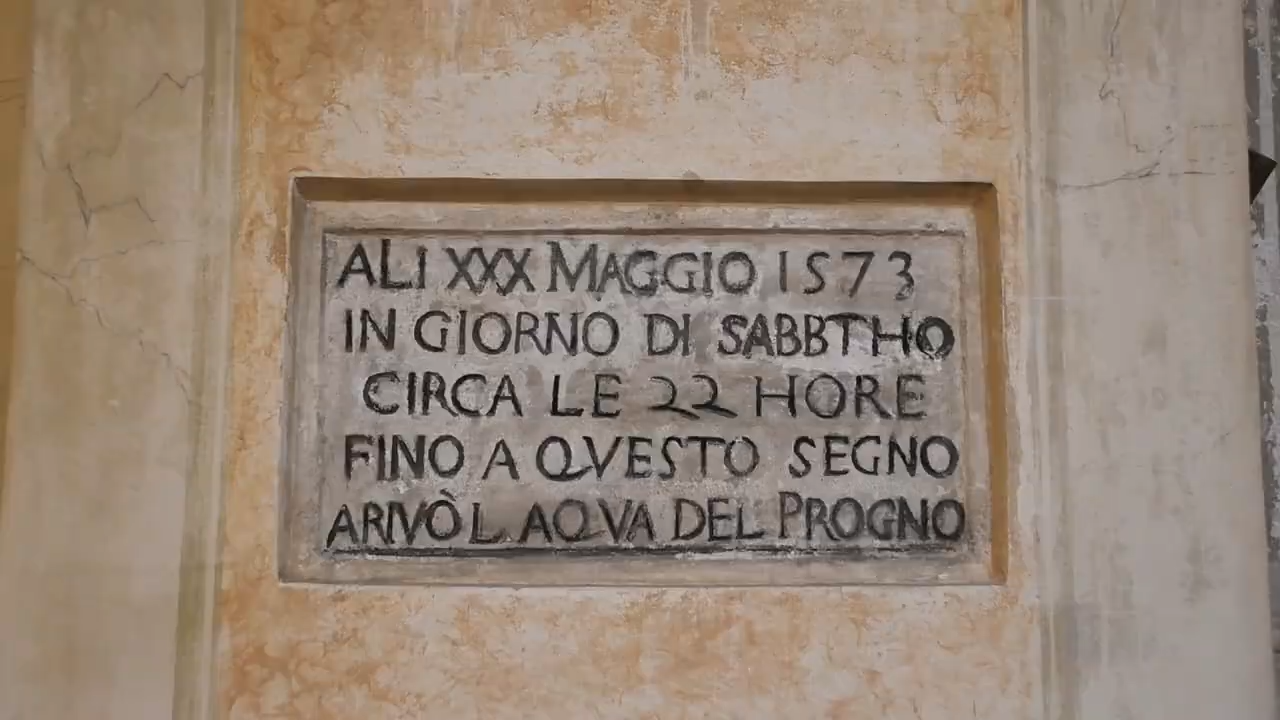 ALI XXX MAGGIO 1573
IN GIORNO DI SABBTHO
CIRCA LE 22 HORE
FINO A QVESTO SEGNO
ARIVÒ L AQVA DEL PROGNO